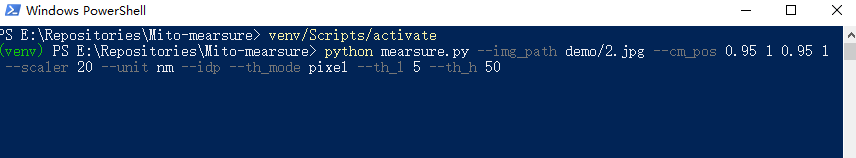 Windows PowerShell
PS E:\Repositories\Mito-mearsure> venv/Scripts/activate
(venv) PS E:\Repositories\Mito-mearsure> python mearsure.py --img_path demo/2.jpg --cm_pos 0.95 1 0.95 1
--scaler 20 --unit nm --idp --th_mode pixel --th_l 5 --th_h 50